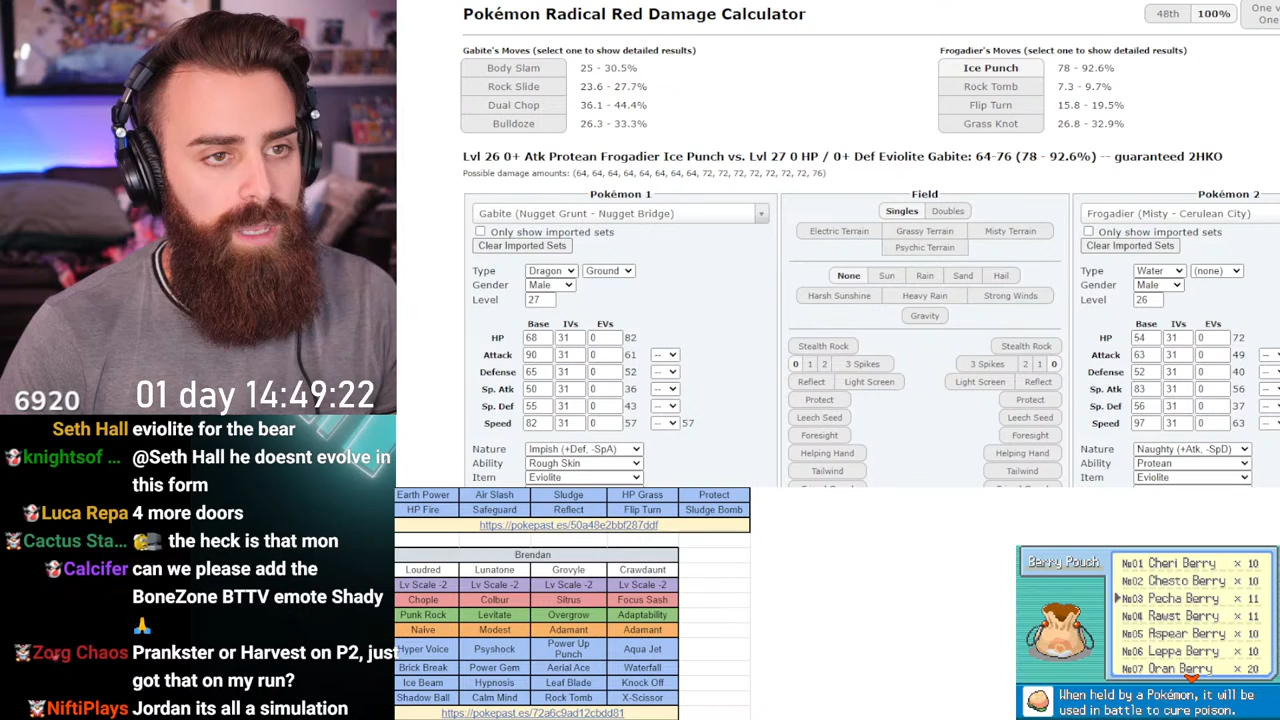 Pokémon Radical Red Damage Calculator
48th 100%
Gabite's Moves (select one to show detailed results)
Body Slam 25 - 30.5%
Rock Slide 23.6 - 27.7%
Dual Chop 36.1 - 44.4%
Bulldoze 26.3 - 33.3%
Frogadier's Moves (select one to show detailed results)
Ice Punch 78 - 92.6%
Rock Tomb 7.3 - 9.7%
Flip Turn 15.8 - 19.5%
Grass Knot 26.8 - 32.9%
Lvl 26 0+ Atk Protean Frogadier Ice Punch vs. Lvl 27 0 HP / 0+ Def Eviolite Gabite: 64-76 (78 - 92.6%) -- guaranteed 2HKO
Possible damage amounts: (64, 64, 64, 64, 64, 64, 64, 64, 72, 72, 72, 72, 72, 72, 72, 76)
Pokémon 1
Gabite (Nugget Grunt - Nugget Bridge)
Only show imported sets
Clear Imported Sets
Type Dragon Ground
Gender Male
Level 27
Base IVs EVs
HP 68 31 0 82
Attack 90 31 0 61 --
Defense 65 31 0 52 --
Sp. Atk 50 31 0 36 --
Sp. Def 55 31 0 43 --
Speed 82 31 0 57 -- 57
Nature Impish (+Def, -SpA)
Ability Rough Skin
Item Eviolite
Field
Singles Doubles
Electric Terrain Grassy Terrain Misty Terrain
Psychic Terrain
None Sun Rain Sand Hail
Harsh Sunshine Heavy Rain Strong Winds
Gravity
Stealth Rock Stealth Rock
0 1 2 3 Spikes 3 Spikes 2 1 0
Reflect Light Screen Light Screen Reflect
Protect Protect
Leech Seed Leech Seed
Foresight Foresight
Helping Hand Helping Hand
Tailwind Tailwind
Pokémon 2
Frogadier (Misty - Cerulean City)
Only show imported sets
Clear Imported Sets
Type Water (none)
Gender Male
Level 26
Base IVs EVs
HP 54 31 0 72
Attack 63 31 0 49 --
Defense 52 31 0 40 --
Sp. Atk 83 31 0 56 --
Sp. Def 56 31 0 37 --
Speed 97 31 0 63 --
Nature Naughty (+Atk, -SpD)
Ability Protean
Item Eviolite
6920 01 day 14:49:22
Seth Hall eviolite for the bear
knightsof ... @Seth Hall he doesnt evolve in
this form
Luca Repa 4 more doors
Cactus Sta... the heck is that mon
Calcifer can we please add the
BoneZone BTTV emote Shady
Zorg Chaos Prankster or Harvest on P2, just
got that on my run?
NiftiPlays Jordan its all a simulation
Earth Power Air Slash Sludge HP Grass Protect
HP Fire Safeguard Reflect Flip Turn Sludge Bomb
https://pokepast.es/50a48e2bbf287ddf
Brendan
Loudred Lunatone Grovyle Crawdaunt
Lv Scale -2 Lv Scale -2 Lv Scale -2 Lv Scale -2
Chople Colbur Sitrus Focus Sash
Punk Rock Levitate Overgrow Adaptability
Naive Modest Adamant Adamant
Hyper Voice Psyshock Power Up Punch Aqua Jet
Brick Break Power Gem Aerial Ace Waterfall
Ice Beam Hypnosis Leaf Blade Knock Off
Shadow Ball Calm Mind Rock Tomb X-Scissor
https://pokepast.es/72a6c9ad12cbdd81
Berry Pouch
No01 Cheri Berry × 10
No02 Chesto Berry × 10
No03 Pecha Berry × 11
No04 Rawst Berry × 11
No05 Aspear Berry × 10
No06 Leppa Berry × 10
No07 Oran Berry × 20
When held by a Pokémon, it will be
used in battle to cure poison.